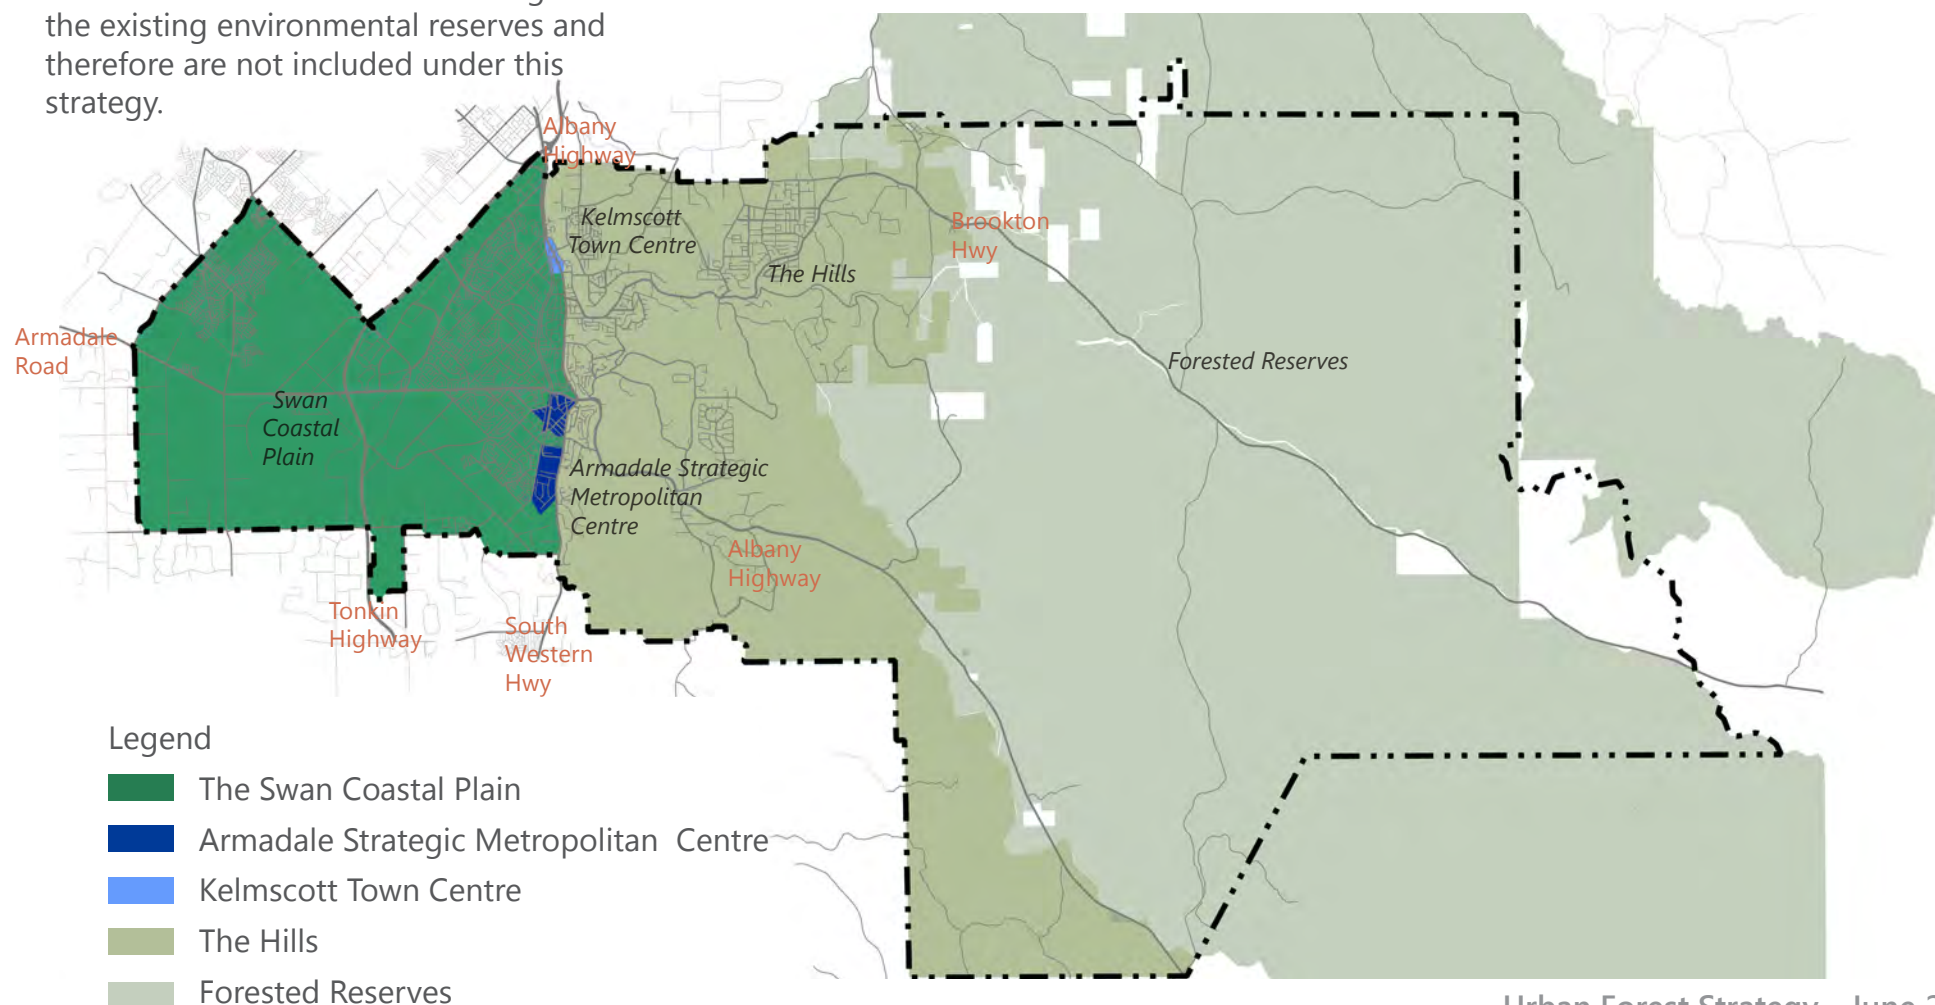 the existing environmental reserves and
therefore are not included under this
strategy.
Albany
Highway
Kelmscott
Town Centre
The Hills
Brookton
Hwy
Armadale
Road
Forested Reserves
Swan
Coastal
Plain
Armadale Strategic
Metropolitan
Centre
Albany
Highway
Tonkin
Highway
South
Western
Hwy
Legend
The Swan Coastal Plain
Armadale Strategic Metropolitan Centre
Kelmscott Town Centre
The Hills
Forested Reserves
Urban Forest Strategy - June